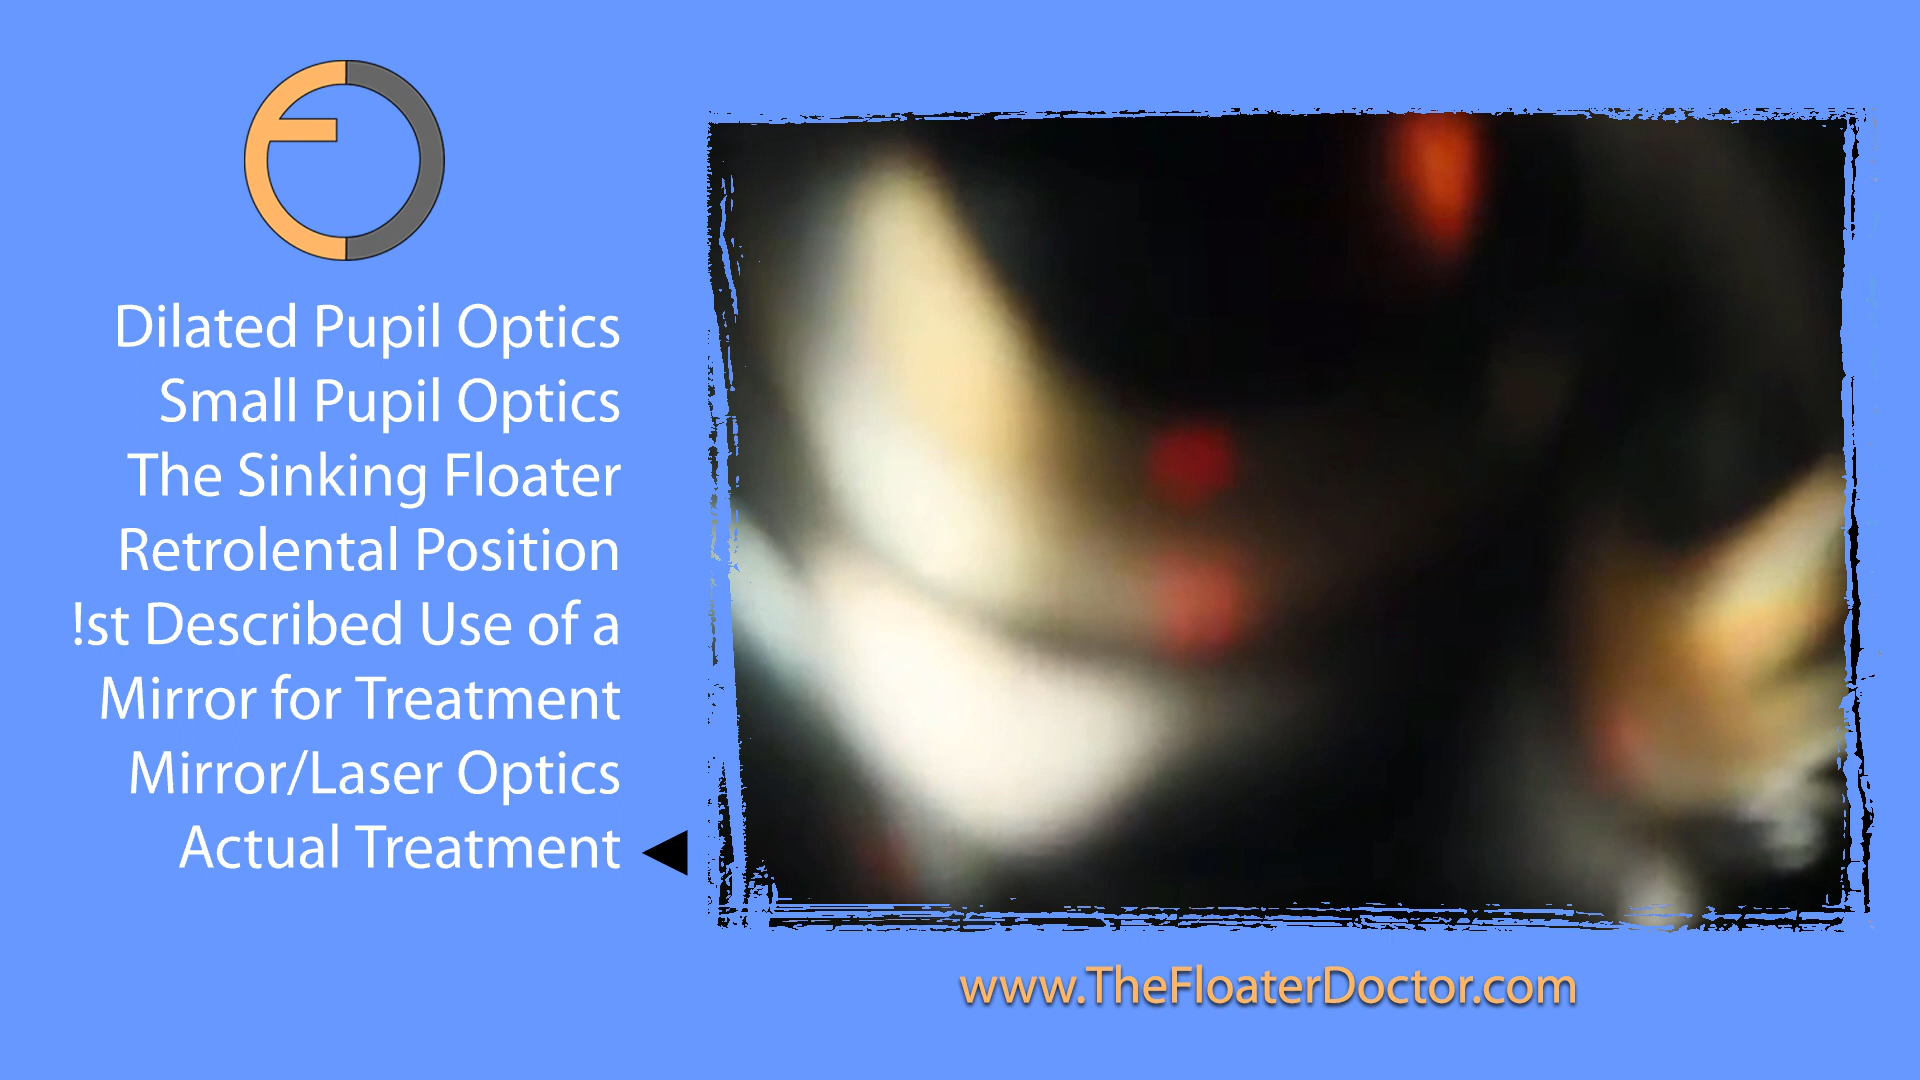 Dilated Pupil Optics
Small Pupil Optics
The Sinking Floater
Retrolental Position
!st Described Use of a
Mirror for Treatment
Mirror/Laser Optics
Actual Treatment
www.TheFloaterDoctor.com